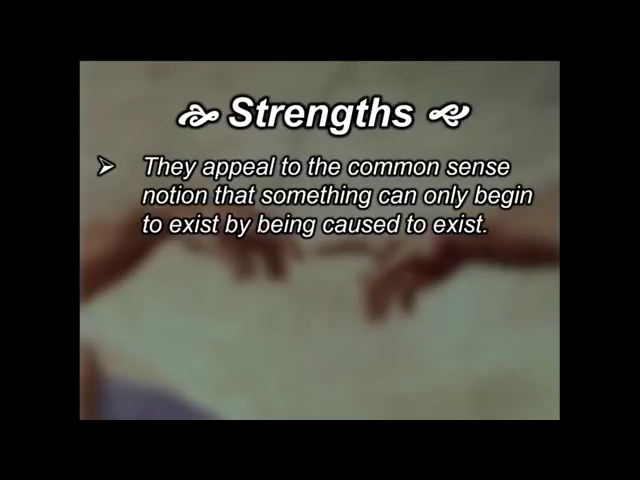 Strengths
They appeal to the common sense
notion that something can only begin
to exist by being caused to exist.